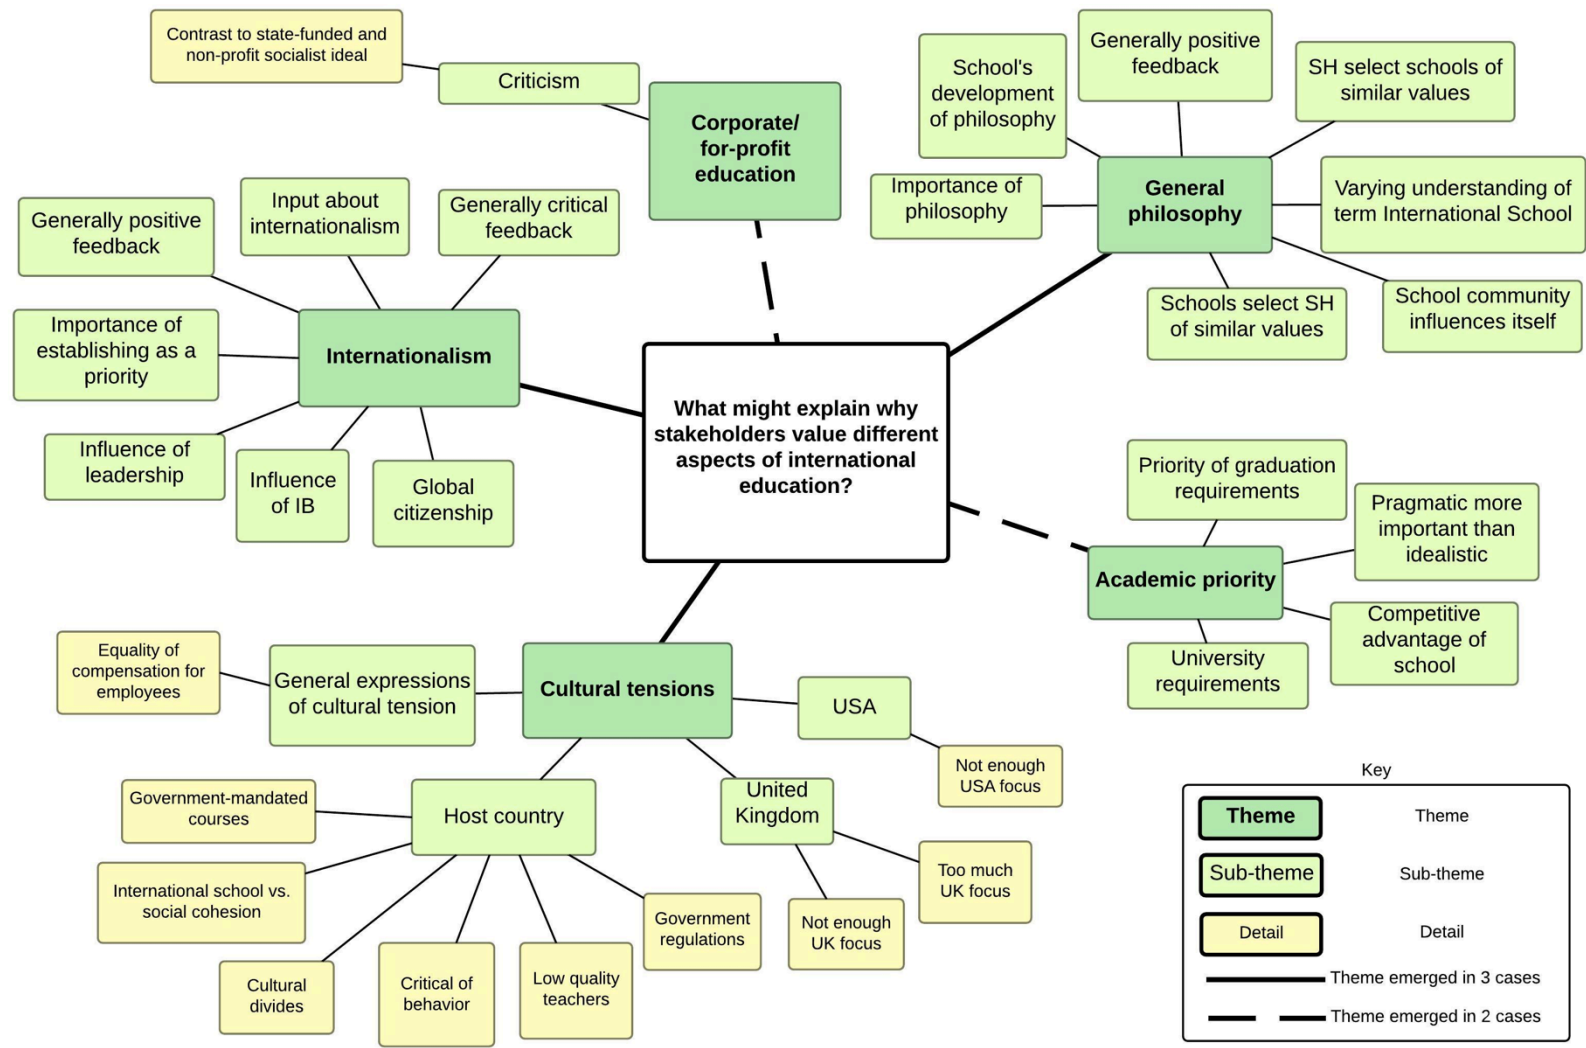 Contrast to state-funded and
non-profit socialist ideal
Criticism
Corporate/
for-profit
education
Generally positive
feedback
Input about
internationalism
Generally critical
feedback
Importance of
establishing as a
priority
Internationalism
Influence of
leadership
Influence
of IB
Global
citizenship
School's
development
of philosophy
Generally positive
feedback
SH select schools of
similar values
Importance of
philosophy
General
philosophy
Varying understanding of
term International School
Schools select SH
of similar values
School community
influences itself
What might explain why
stakeholders value different
aspects of international
education?
Priority of graduation
requirements
Pragmatic more
important than
idealistic
Academic priority
Competitive
advantage of
school
University
requirements
Equality of
compensation for
employees
General expressions
of cultural tension
Cultural tensions
USA
Not enough
USA focus
Government-mandated
courses
Host country
United
Kingdom
International school vs.
social cohesion
Too much
UK focus
Not enough
UK focus
Government
regulations
Cultural
divides
Critical of
behavior
Low quality
teachers
Key
Theme
Theme
Sub-theme
Sub-theme
Detail
Detail
Theme emerged in 3 cases
Theme emerged in 2 cases